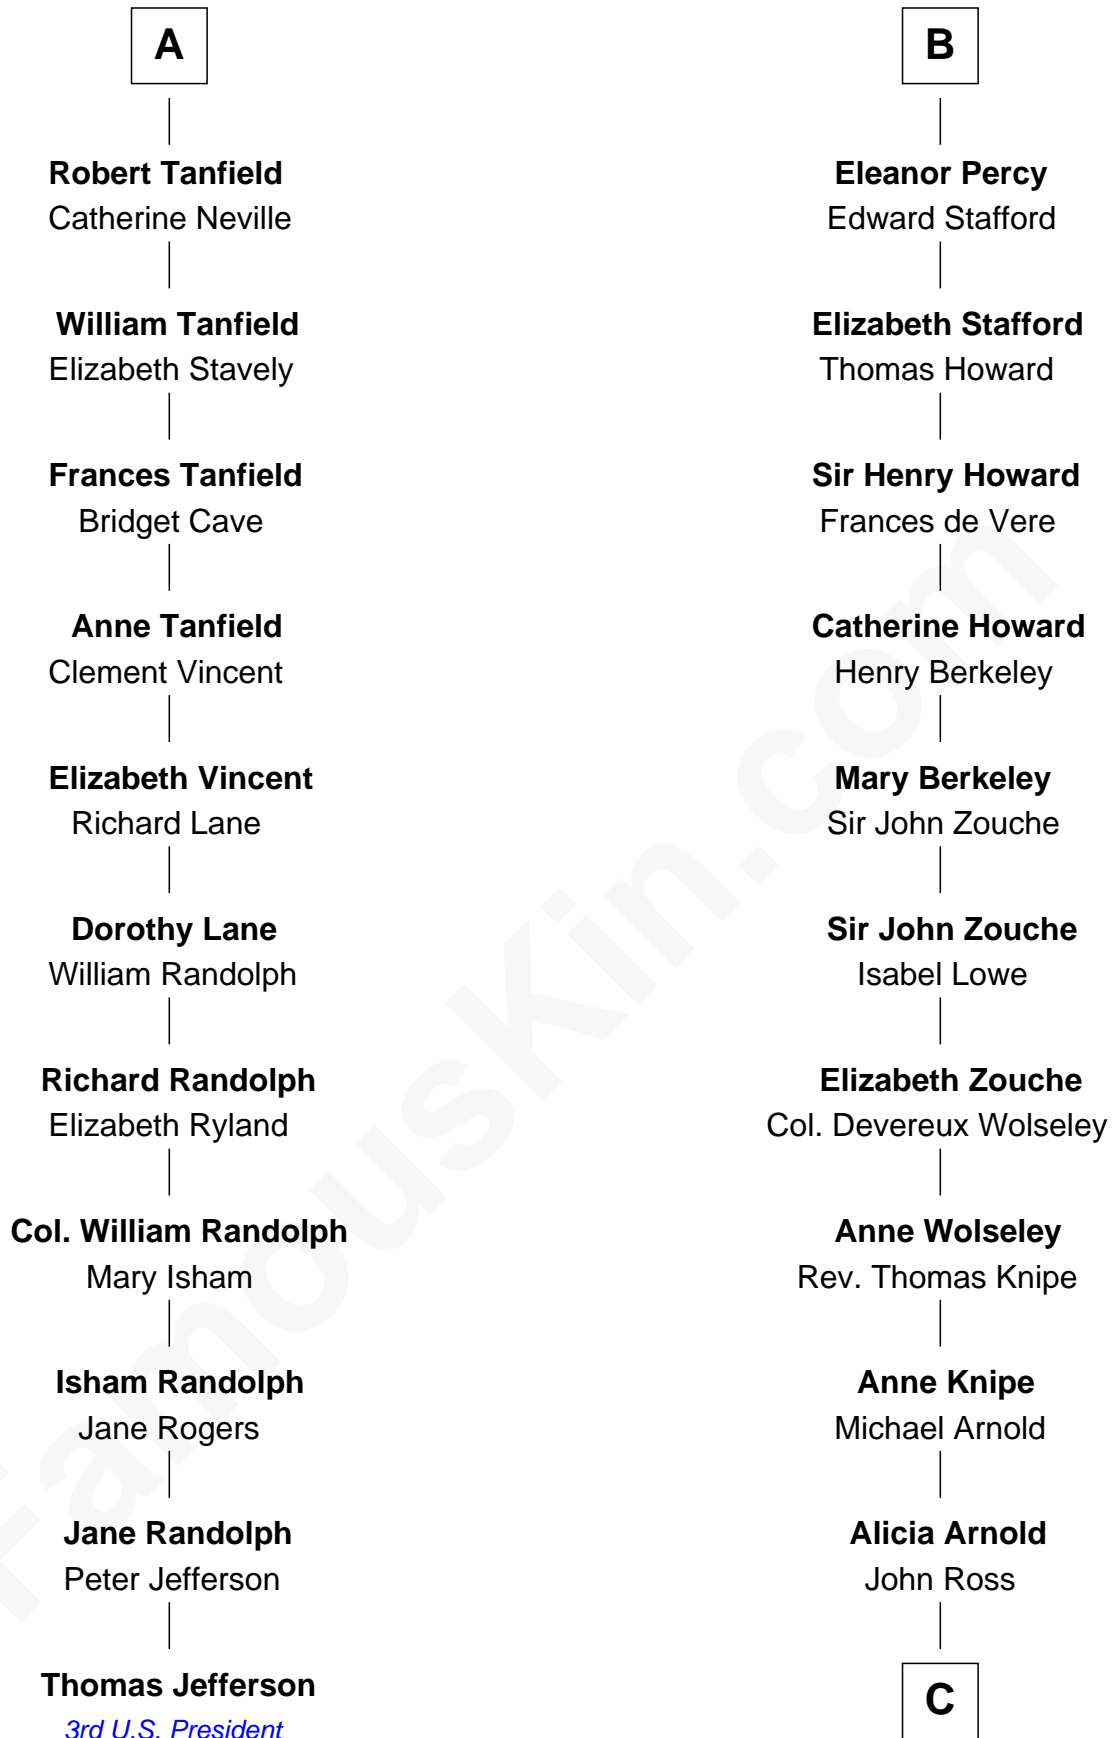 A
Robert Tanfield
Catherine Neville
William Tanfield
Elizabeth Stavely
Frances Tanfield
Bridget Cave
Anne Tanfield
Clement Vincent
Elizabeth Vincent
Richard Lane
Dorothy Lane
William Randolph
Richard Randolph
Elizabeth Ryland
Col. William Randolph
Mary Isham
Isham Randolph
Jane Rogers
Jane Randolph
Peter Jefferson
Thomas Jefferson
3rd U.S. President
B
Eleanor Percy
Edward Stafford
Elizabeth Stafford
Thomas Howard
Sir Henry Howard
Frances de Vere
Catherine Howard
Henry Berkeley
Mary Berkeley
Sir John Zouche
Sir John Zouche
Isabel Lowe
Elizabeth Zouche
Col. Devereux Wolseley
Anne Wolseley
Rev. Thomas Knipe
Anne Knipe
Michael Arnold
Alicia Arnold
John Ross
C
FamousKin.com